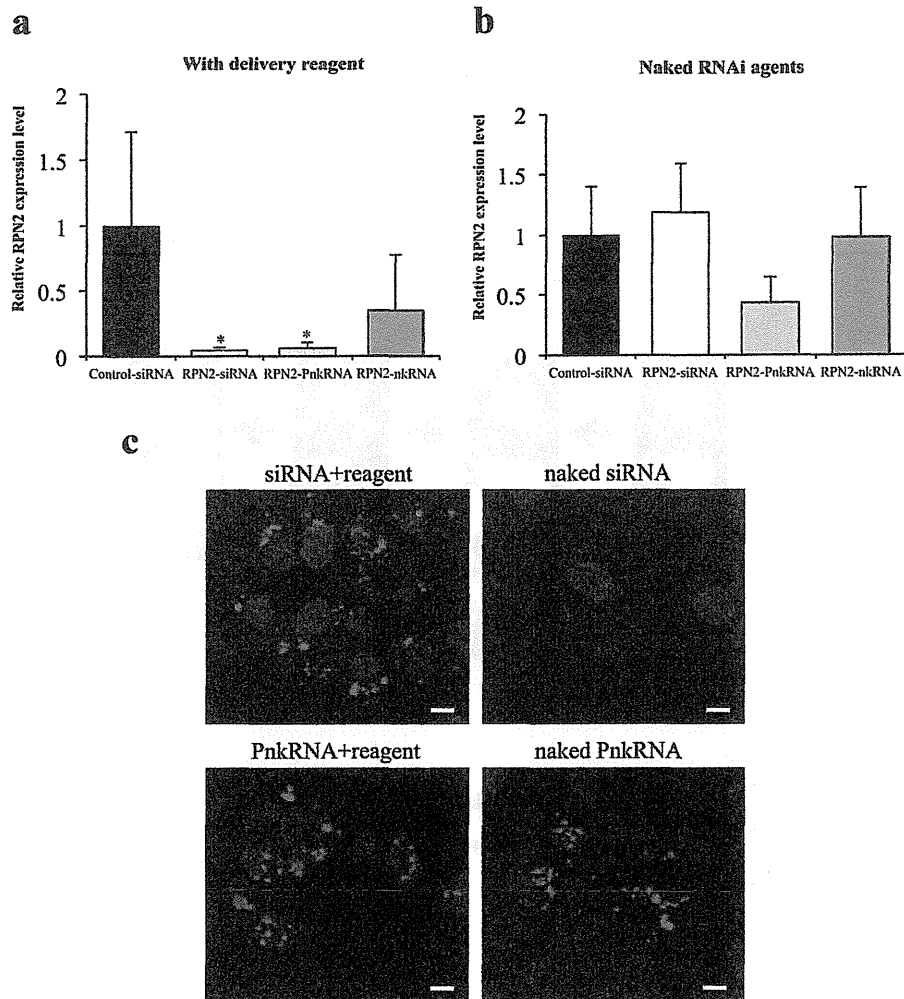 a
With delivery reagent
Relative RPN2 expression level
2
1.5
1
0.5
0
* *
Control-siRNA RPN2-siRNA RPN2-PnkRNA RPN2-nkRNA
b
Naked RNAi agents
Relative RPN2 expression level
2
1.5
1
0.5
0
Control-siRNA RPN2-siRNA RPN2-PnkRNA RPN2-nkRNA
c
siRNA+reagent naked siRNA
PnkRNA+reagent naked PnkRNA